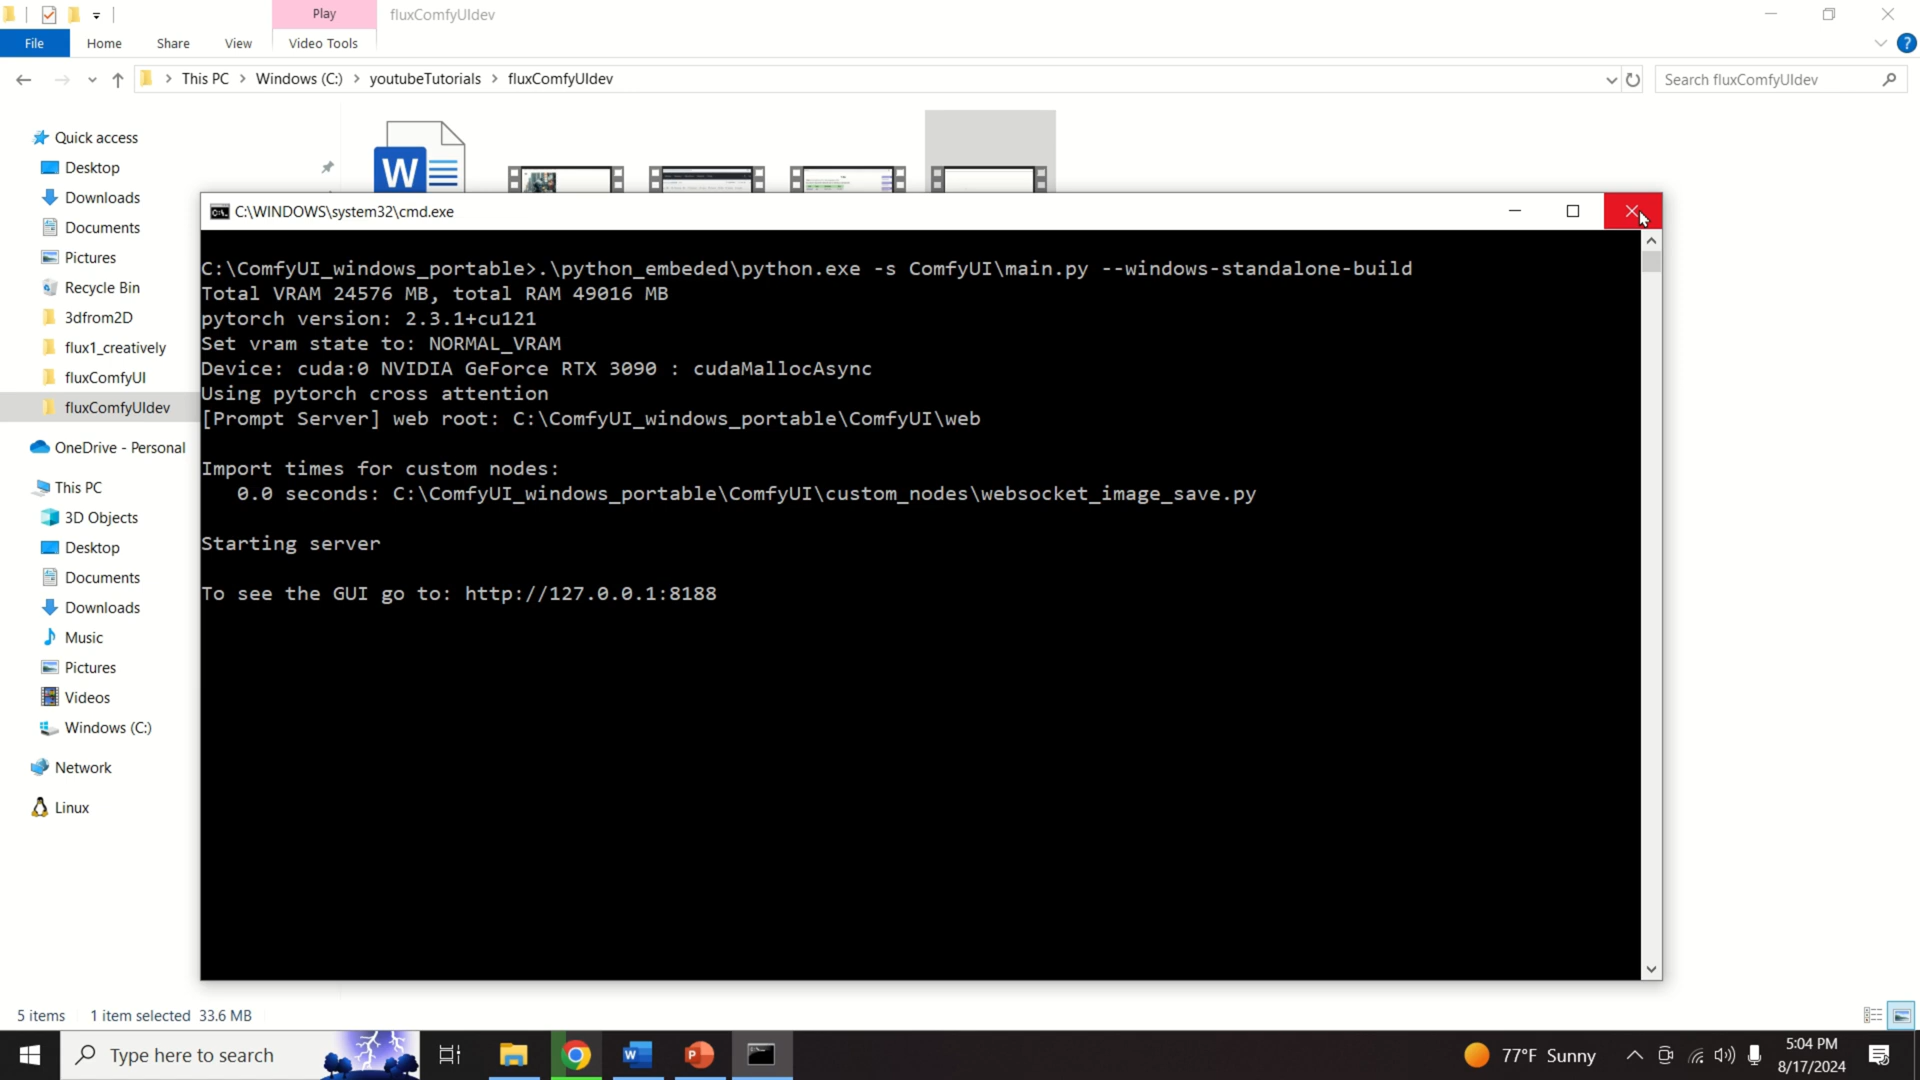 Play
fluxComfyUIdev
File
Home
Share
View
Video Tools
This PC
Windows (C:)
youtubeTutorials
fluxComfyUIdev
Search fluxComfyUIdev
Quick access
Desktop
Downloads
Documents
Pictures
Recycle Bin
3dfrom2D
flux1_creatively
fluxComfyUI
fluxComfyUIdev
OneDrive - Personal
This PC
3D Objects
Desktop
Documents
Downloads
Music
Pictures
Videos
Windows (C:)
Network
Linux
W
C:\WINDOWS\system32\cmd.exe
C:\ComfyUI_windows_portable>.\python_embeded\python.exe -s ComfyUI\main.py --windows-standalone-build
Total VRAM 24576 MB, total RAM 49016 MB
pytorch version: 2.3.1+cu121
Set vram state to: NORMAL_VRAM
Device: cuda:0 NVIDIA GeForce RTX 3090 : cudaMallocAsync
Using pytorch cross attention
[Prompt Server] web root: C:\ComfyUI_windows_portable\ComfyUI\web
Import times for custom nodes:
0.0 seconds: C:\ComfyUI_windows_portable\ComfyUI\custom_nodes\websocket_image_save.py
Starting server
To see the GUI go to: http://127.0.0.1:8188
5 items
1 item selected 33.6 MB
Type here to search
77°F Sunny
5:04 PM
8/17/2024